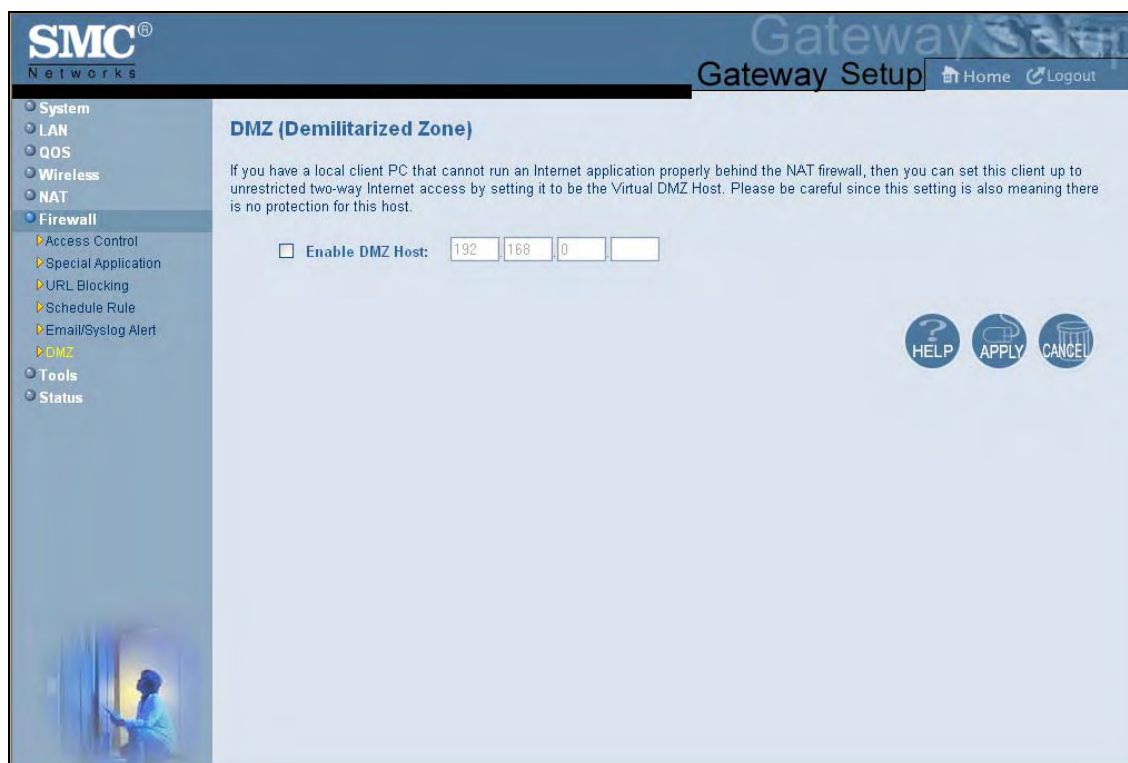 SMC®
Networks
Gateway Setup
Gateway Setup
Home
Logout
System
LAN
QOS
Wireless
NAT
Firewall
Access Control
Special Application
URL Blocking
Schedule Rule
Email/Syslog Alert
DMZ
Tools
Status
DMZ (Demilitarized Zone)
If you have a local client PC that cannot run an Internet application properly behind the NAT firewall, then you can set this client up to
unrestricted two-way Internet access by setting it to be the Virtual DMZ Host. Please be careful since this setting is also meaning there
is no protection for this host.
Enable DMZ Host: 192 .168 .0 .
HELP
APPLY
CANCEL